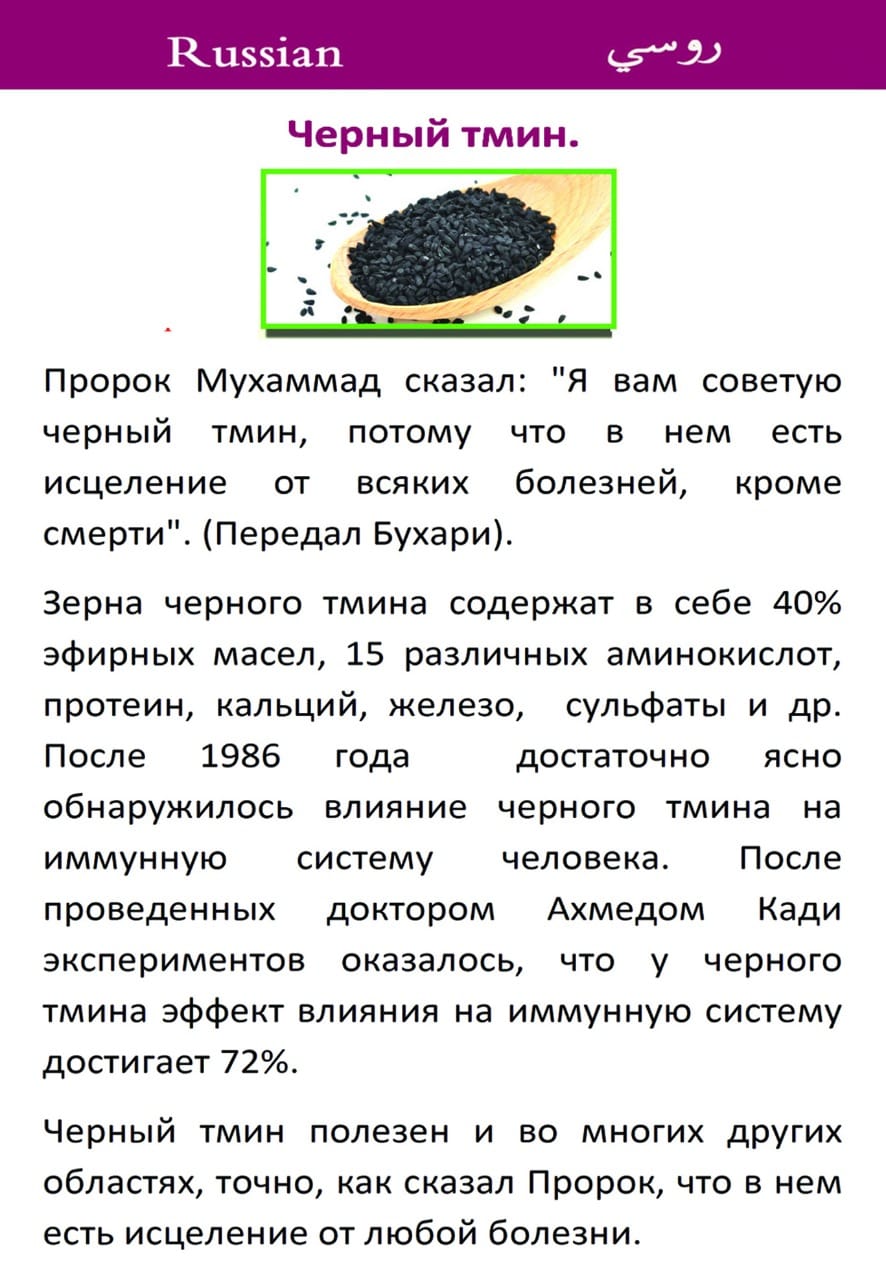 Russian
روسي
Черный тмин.
Пророк Мухаммад сказал: "Я вам советую
черный тмин, потому что в нем есть
исцеление от всяких болезней, кроме
смерти". (Передал Бухари).
Зерна черного тмина содержат в себе 40%
эфирных масел, 15 различных аминокислот,
протеин, кальций, железо, сульфаты и др.
После 1986 года достаточно ясно
обнаружилось влияние черного тмина на
иммунную систему человека. После
проведенных доктором Ахмедом Кади
экспериментов оказалось, что у черного
тмина эффект влияния на иммунную систему
достигает 72%.
Черный тмин полезен и во многих других
областях, точно, как сказал Пророк, что в нем
есть исцеление от любой болезни.